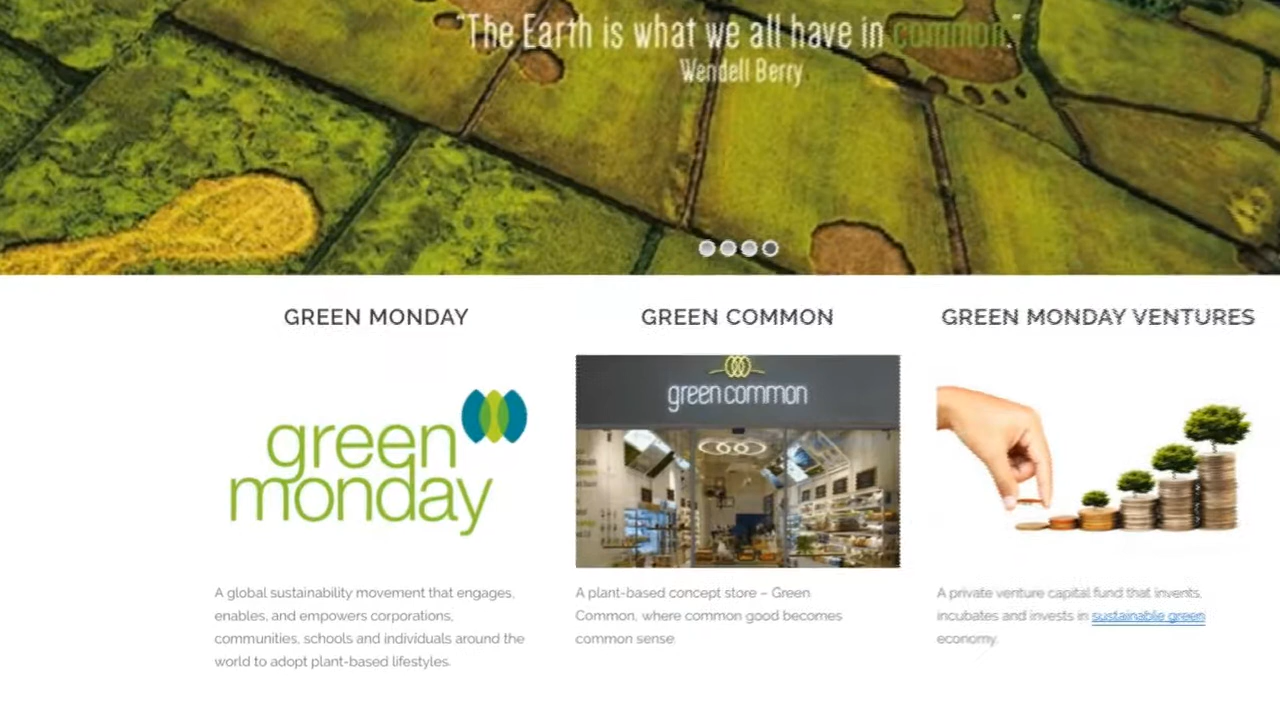 "The Earth is what we all have in common."
Wendell Berry
GREEN MONDAY
GREEN COMMON
GREEN MONDAY VENTURES
green
monday
green common
A global sustainability movement that engages,
enables, and empowers corporations,
communities, schools and individuals around the
world to adopt plant-based lifestyles.
A plant-based concept store – Green
Common, where common good becomes
common sense
A private venture capital fund that invents,
incubates and invests in sustainable green
economy.